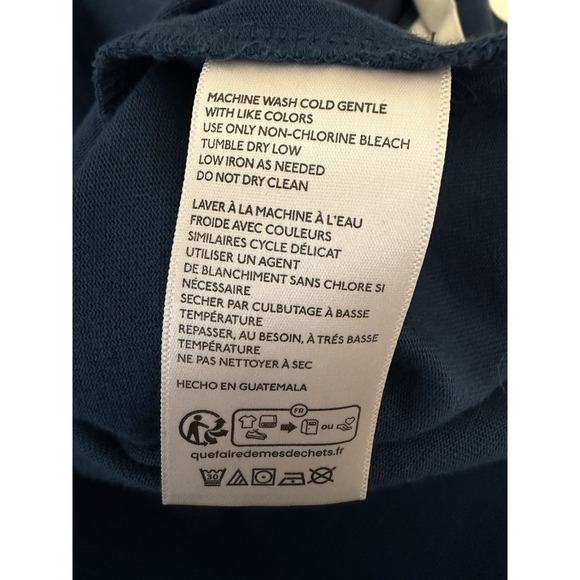 MACHINE WASH COLD GENTLE
WITH LIKE COLORS
USE ONLY NON-CHLORINE BLEACH
TUMBLE DRY LOW
LOW IRON AS NEEDED
DO NOT DRY CLEAN
LAVER À LA MACHINE À L'EAU
FROIDE AVEC COULEURS
SIMILAIRES CYCLE DÉLICAT
UTILISER UN AGENT
DE BLANCHIMENT SANS CHLORE SI
NÉCESSAIRE
SECHER PAR CULBUTAGE À BASSE
TEMPÉRATURE
REPASSER, AU BESOIN, À TRÉS BASSE
TEMPÉRATURE
NE PAS NETTOYER À SEC
HECHO EN GUATEMALA
FR
OU
quefairedemesdechets.fr
30